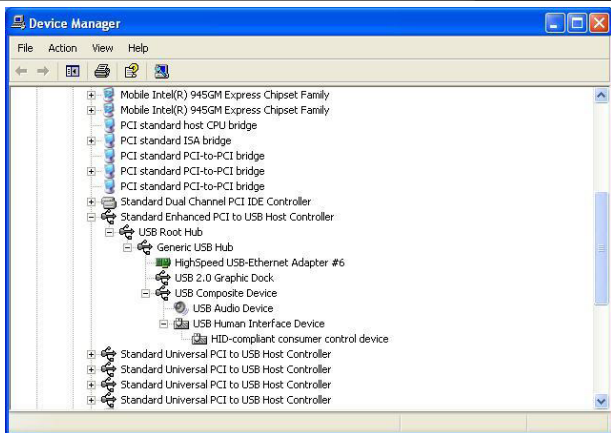 Device Manager
File Action View Help
Mobile Intel(R) 945GM Express Chipset Family
Mobile Intel(R) 945GM Express Chipset Family
PCI standard host CPU bridge
PCI standard ISA bridge
PCI standard PCI-to-PCI bridge
PCI standard PCI-to-PCI bridge
PCI standard PCI-to-PCI bridge
Standard Dual Channel PCI IDE Controller
Standard Enhanced PCI to USB Host Controller
USB Root Hub
Generic USB Hub
HighSpeed USB-Ethernet Adapter #6
USB 2.0 Graphic Dock
USB Composite Device
USB Audio Device
USB Human Interface Device
HID-compliant consumer control device
Standard Universal PCI to USB Host Controller
Standard Universal PCI to USB Host Controller
Standard Universal PCI to USB Host Controller
Standard Universal PCI to USB Host Controller